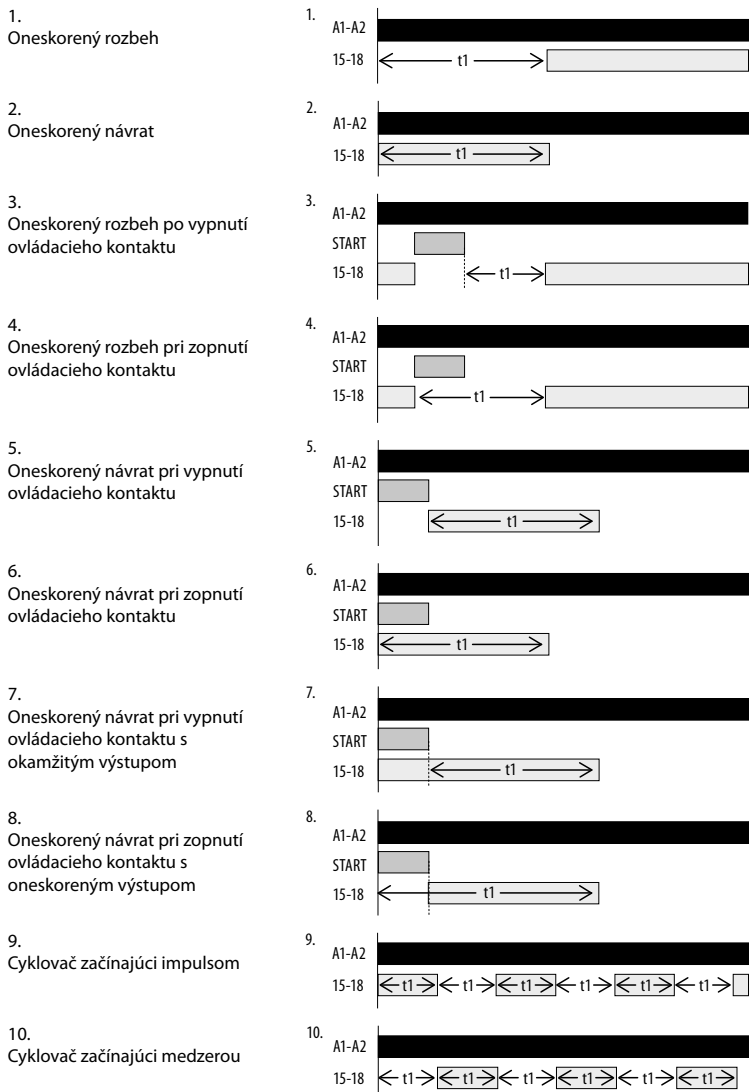 1.
Oneskorený rozbeh
1.
A1-A2
15-18
t1
2.
Oneskorený návrat
2.
A1-A2
15-18
t1
3.
Oneskorený rozbeh po vypnutí
ovládacieho kontaktu
3.
A1-A2
START
15-18
t1
4.
Oneskorený rozbeh pri zopnutí
ovládacieho kontaktu
4.
A1-A2
START
15-18
t1
5.
Oneskorený návrat pri vypnutí
ovládacieho kontaktu
5.
A1-A2
START
15-18
t1
6.
Oneskorený návrat pri zopnutí
ovládacieho kontaktu
6.
A1-A2
START
15-18
t1
7.
Oneskorený návrat pri vypnutí
ovládacieho kontaktu s
okamžitým výstupom
7.
A1-A2
START
15-18
t1
8.
Oneskorený návrat pri zopnutí
ovládacieho kontaktu s
oneskoreným výstupom
8.
A1-A2
START
15-18
t1
9.
Cyklovač začínajúci impulsom
9.
A1-A2
15-18
t1 t1 t1 t1 t1 t1
10.
Cyklovač začínajúci medzerou
10.
A1-A2
15-18
t1 t1 t1 t1 t1 t1